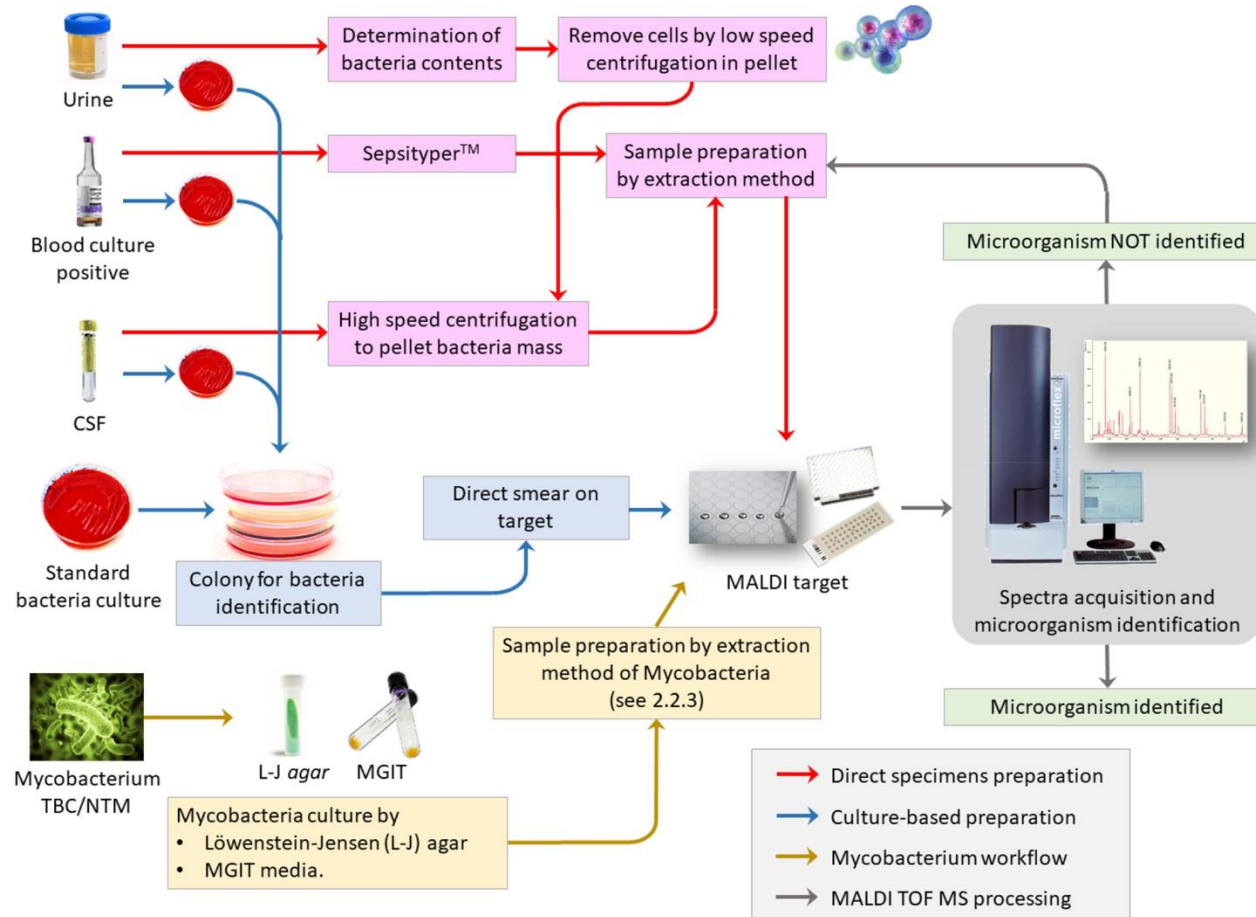 Urine
Determination of
bacteria contents
Remove cells by low speed
centrifugation in pellet
Blood culture
positive
Sepsityper™
Sample preparation
by extraction method
Microorganism NOT identified
CSF
High speed centrifugation
to pellet bacteria mass
microflex
Standard
bacteria culture
Colony for bacteria
identification
Direct smear on
target
MALDI target
Spectra acquisition and
microorganism identification
Microorganism identified
Mycobacterium
TBC/NTM
L-J agar
MGIT
Sample preparation by extraction
method of Mycobacteria
(see 2.2.3)
Mycobacteria culture by
• Löwenstein-Jensen (L-J) agar
• MGIT media.
Direct specimens preparation
Culture-based preparation
Mycobacterium workflow
MALDI TOF MS processing